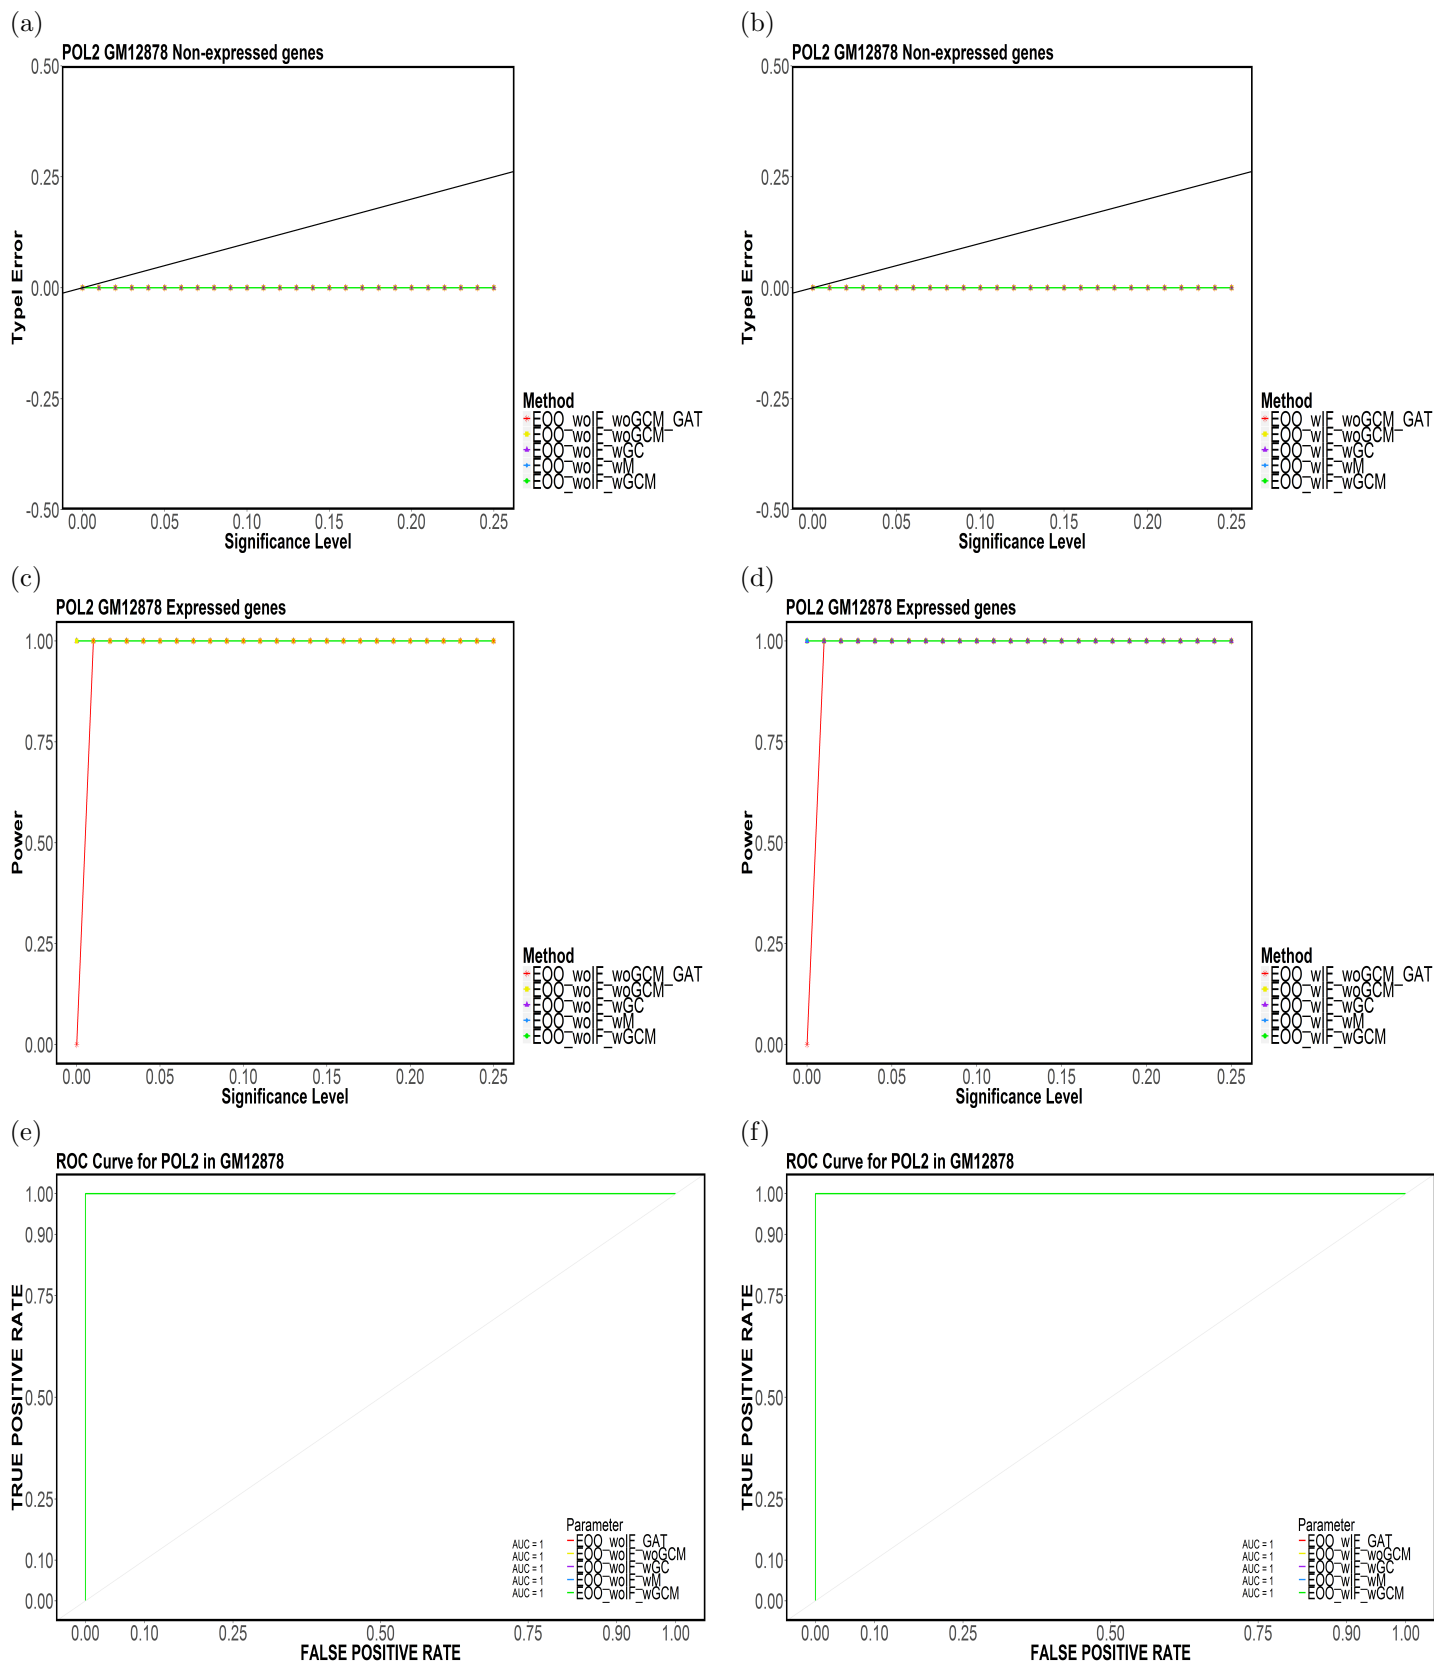 (a)
POL2 GM12878 Non-expressed genes
0.50
0.25
0.00
-0.25
-0.50
TypeI Error
0.00 0.05 0.10 0.15 0.20 0.25
Significance Level
Method
EOO_woIF_woGCM_GAT
EOO_woIF_woGCM
EOO_woIF_wGC
EOO_woIF_wM
EOO_woIF_wGCM
(b)
POL2 GM12878 Non-expressed genes
0.50
0.25
0.00
-0.25
-0.50
TypeI Error
0.00 0.05 0.10 0.15 0.20 0.25
Significance Level
Method
EOO_wIF_woGCM_GAT
EOO_wIF_woGCM
EOO_wIF_wGC
EOO_wIF_wM
EOO_wIF_wGCM
(c)
POL2 GM12878 Expressed genes
1.00
0.75
0.50
0.25
0.00
Power
0.00 0.05 0.10 0.15 0.20 0.25
Significance Level
Method
EOO_woIF_woGCM_GAT
EOO_woIF_woGCM
EOO_woIF_wGC
EOO_woIF_wM
EOO_woIF_wGCM
(d)
POL2 GM12878 Expressed genes
1.00
0.75
0.50
0.25
0.00
Power
0.00 0.05 0.10 0.15 0.20 0.25
Significance Level
Method
EOO_wIF_woGCM_GAT
EOO_wIF_woGCM
EOO_wIF_wGC
EOO_wIF_wM
EOO_wIF_wGCM
(e)
ROC Curve for POL2 in GM12878
1.00
0.90
0.75
0.50
0.25
0.10
0.00
TRUE POSITIVE RATE
Parameter
AUC = 1 EOO_woIF_GAT
AUC = 1 EOO_woIF_woGCM
AUC = 1 EOO_woIF_wGC
AUC = 1 EOO_woIF_wM
AUC = 1 EOO_woIF_wGCM
0.00 0.10 0.25 0.50 0.75 0.90 1.00
FALSE POSITIVE RATE
(f)
ROC Curve for POL2 in GM12878
1.00
0.90
0.75
0.50
0.25
0.10
0.00
TRUE POSITIVE RATE
Parameter
AUC = 1 EOO_wIF_GAT
AUC = 1 EOO_wIF_woGCM
AUC = 1 EOO_wIF_wGC
AUC = 1 EOO_wIF_wM
AUC = 1 EOO_wIF_wGCM
0.00 0.10 0.25 0.50 0.75 0.90 1.00
FALSE POSITIVE RATE